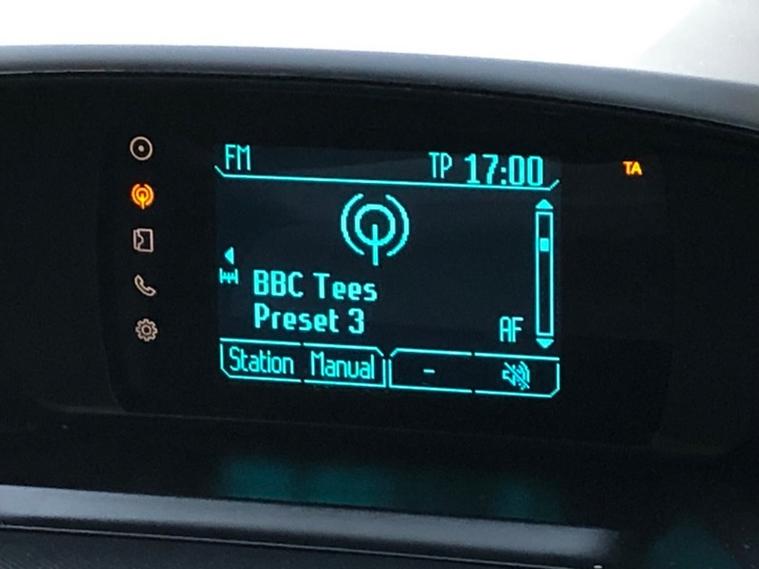 FM TP 17:00 TA
BBC Tees
Preset 3 AF
Station Manual -